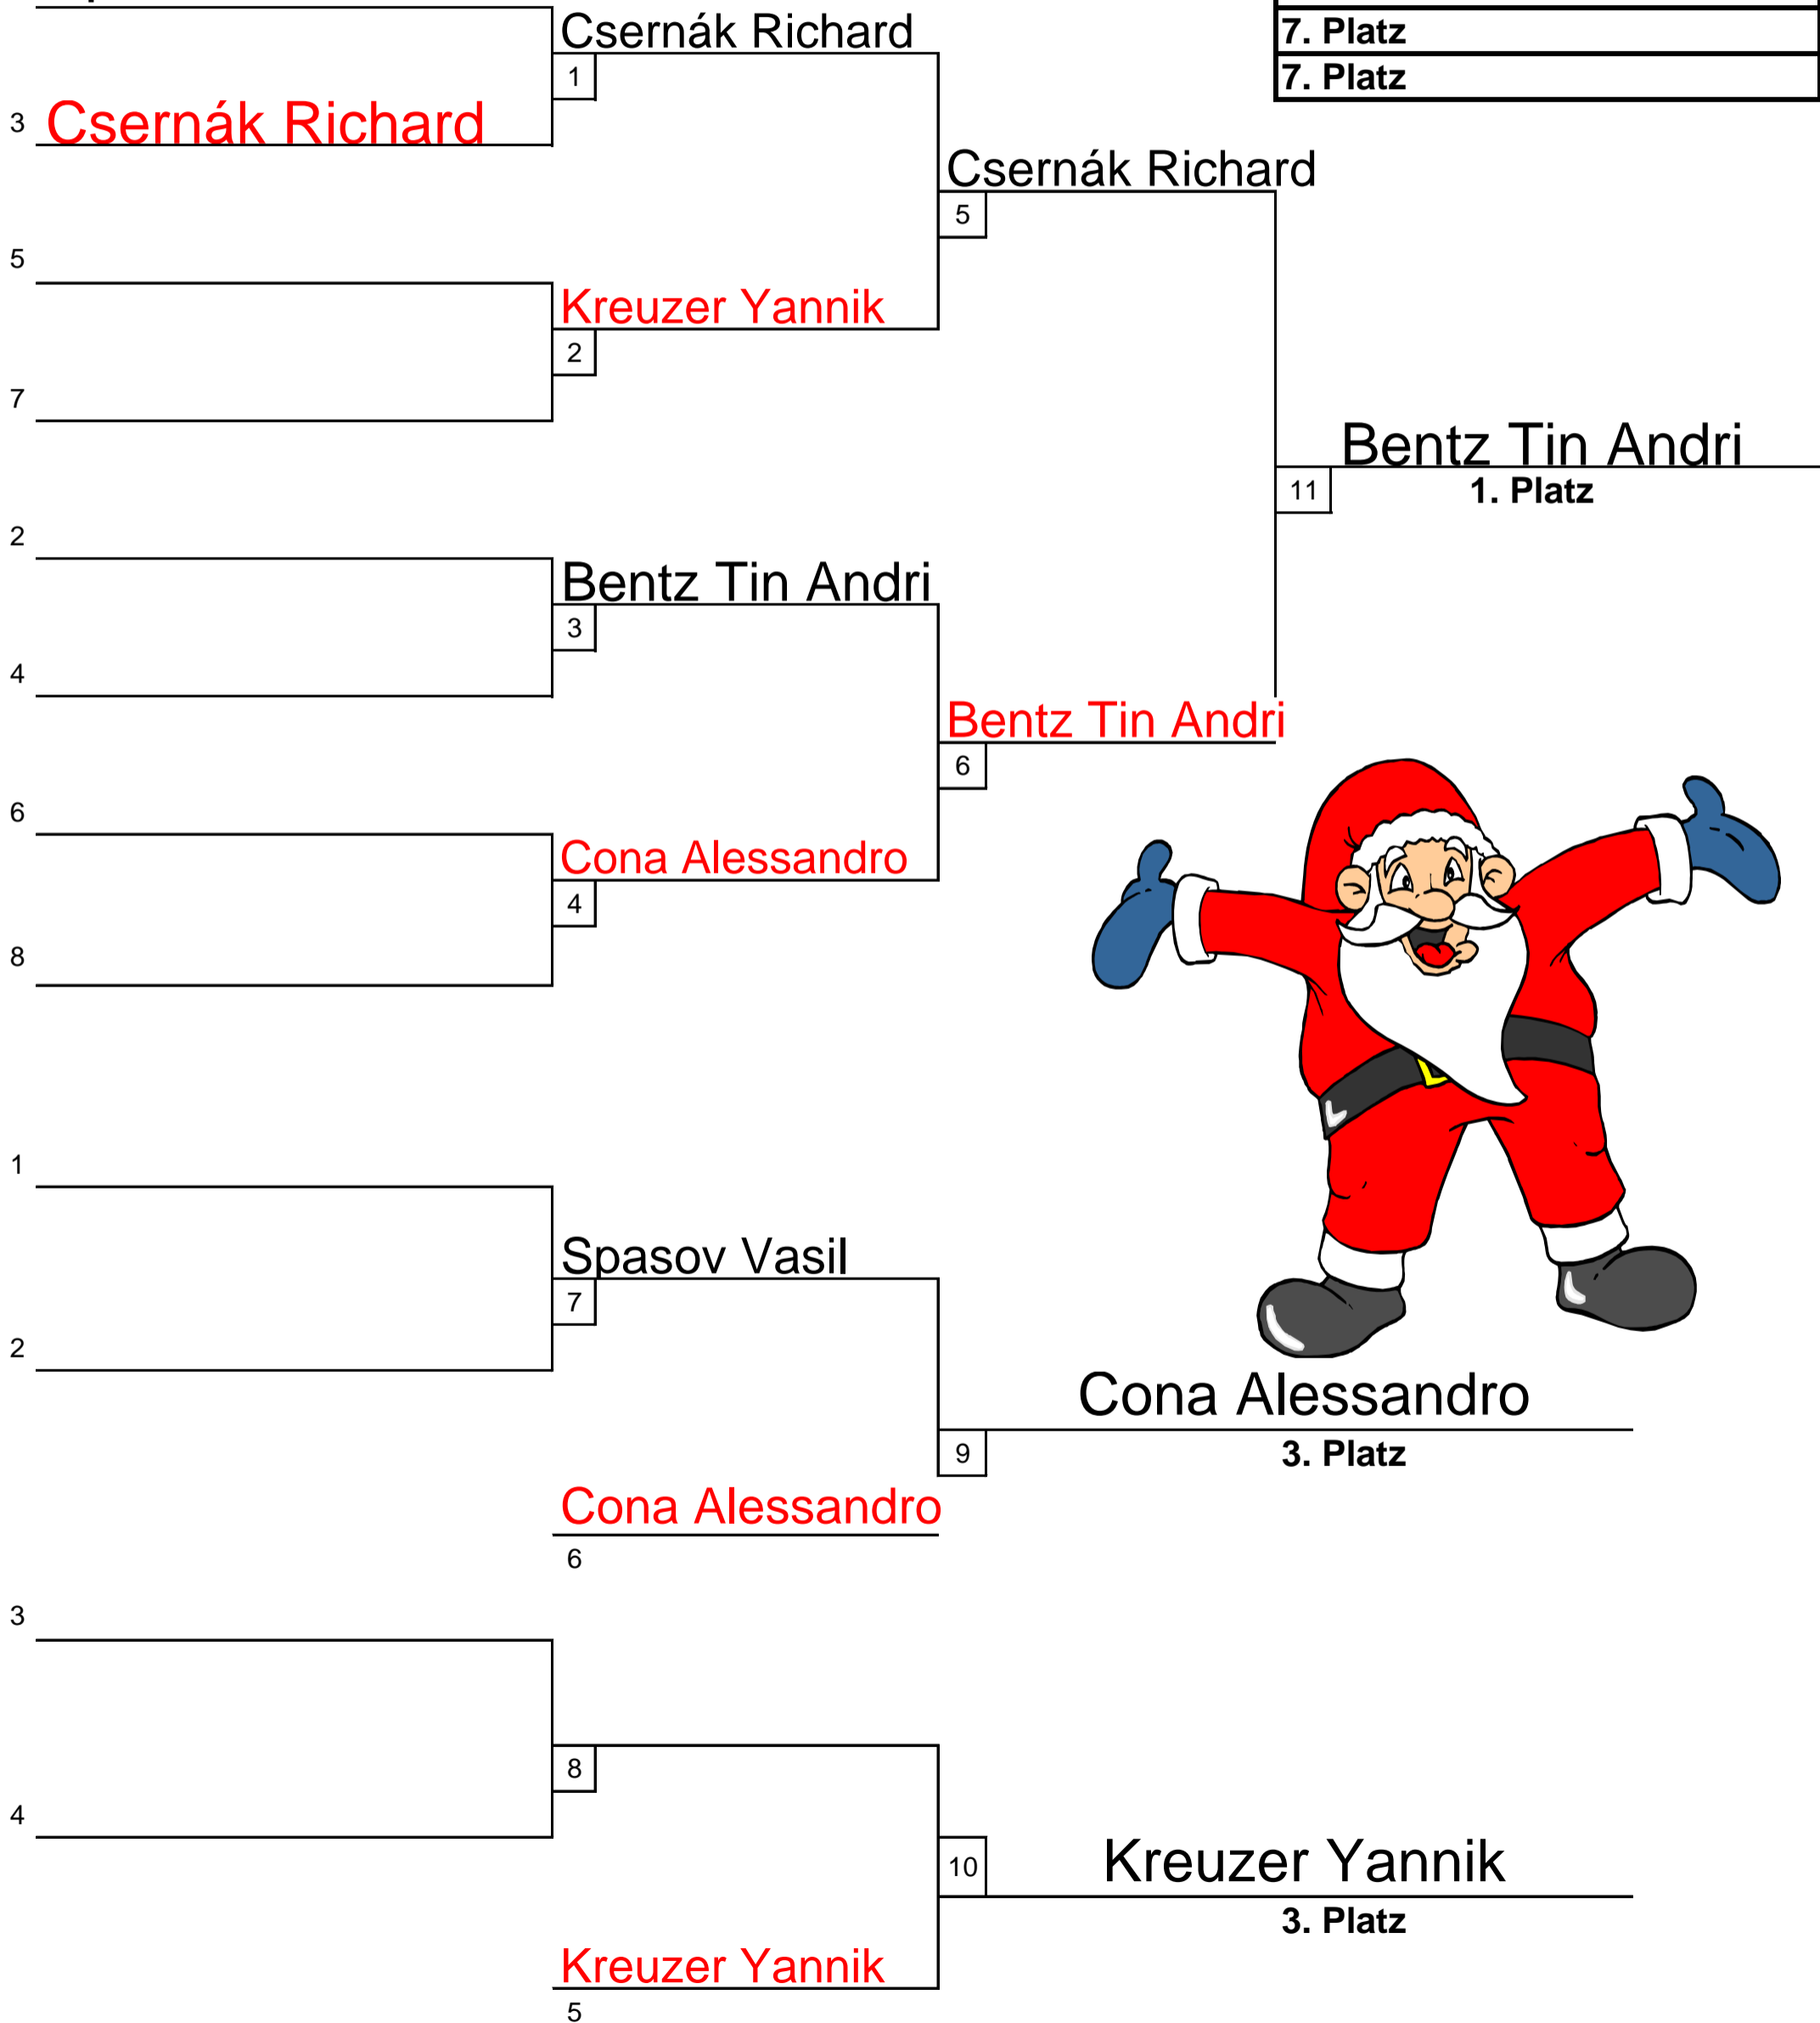 Csernák Richard
7. Platz
1
7. Platz
3 Csernák Richard
Csernák Richard
5
5
Kreuzer Yannik
2
7
Bentz Tin Andri
11 1. Platz
2
Bentz Tin Andri
3
4
Bentz Tin Andri
6
6
Cona Alessandro
4
8
1
Spasov Vasil
7
2
Cona Alessandro
9 3. Platz
Cona Alessandro
6
3
8
4
10 Kreuzer Yannik
3. Platz
Kreuzer Yannik
5